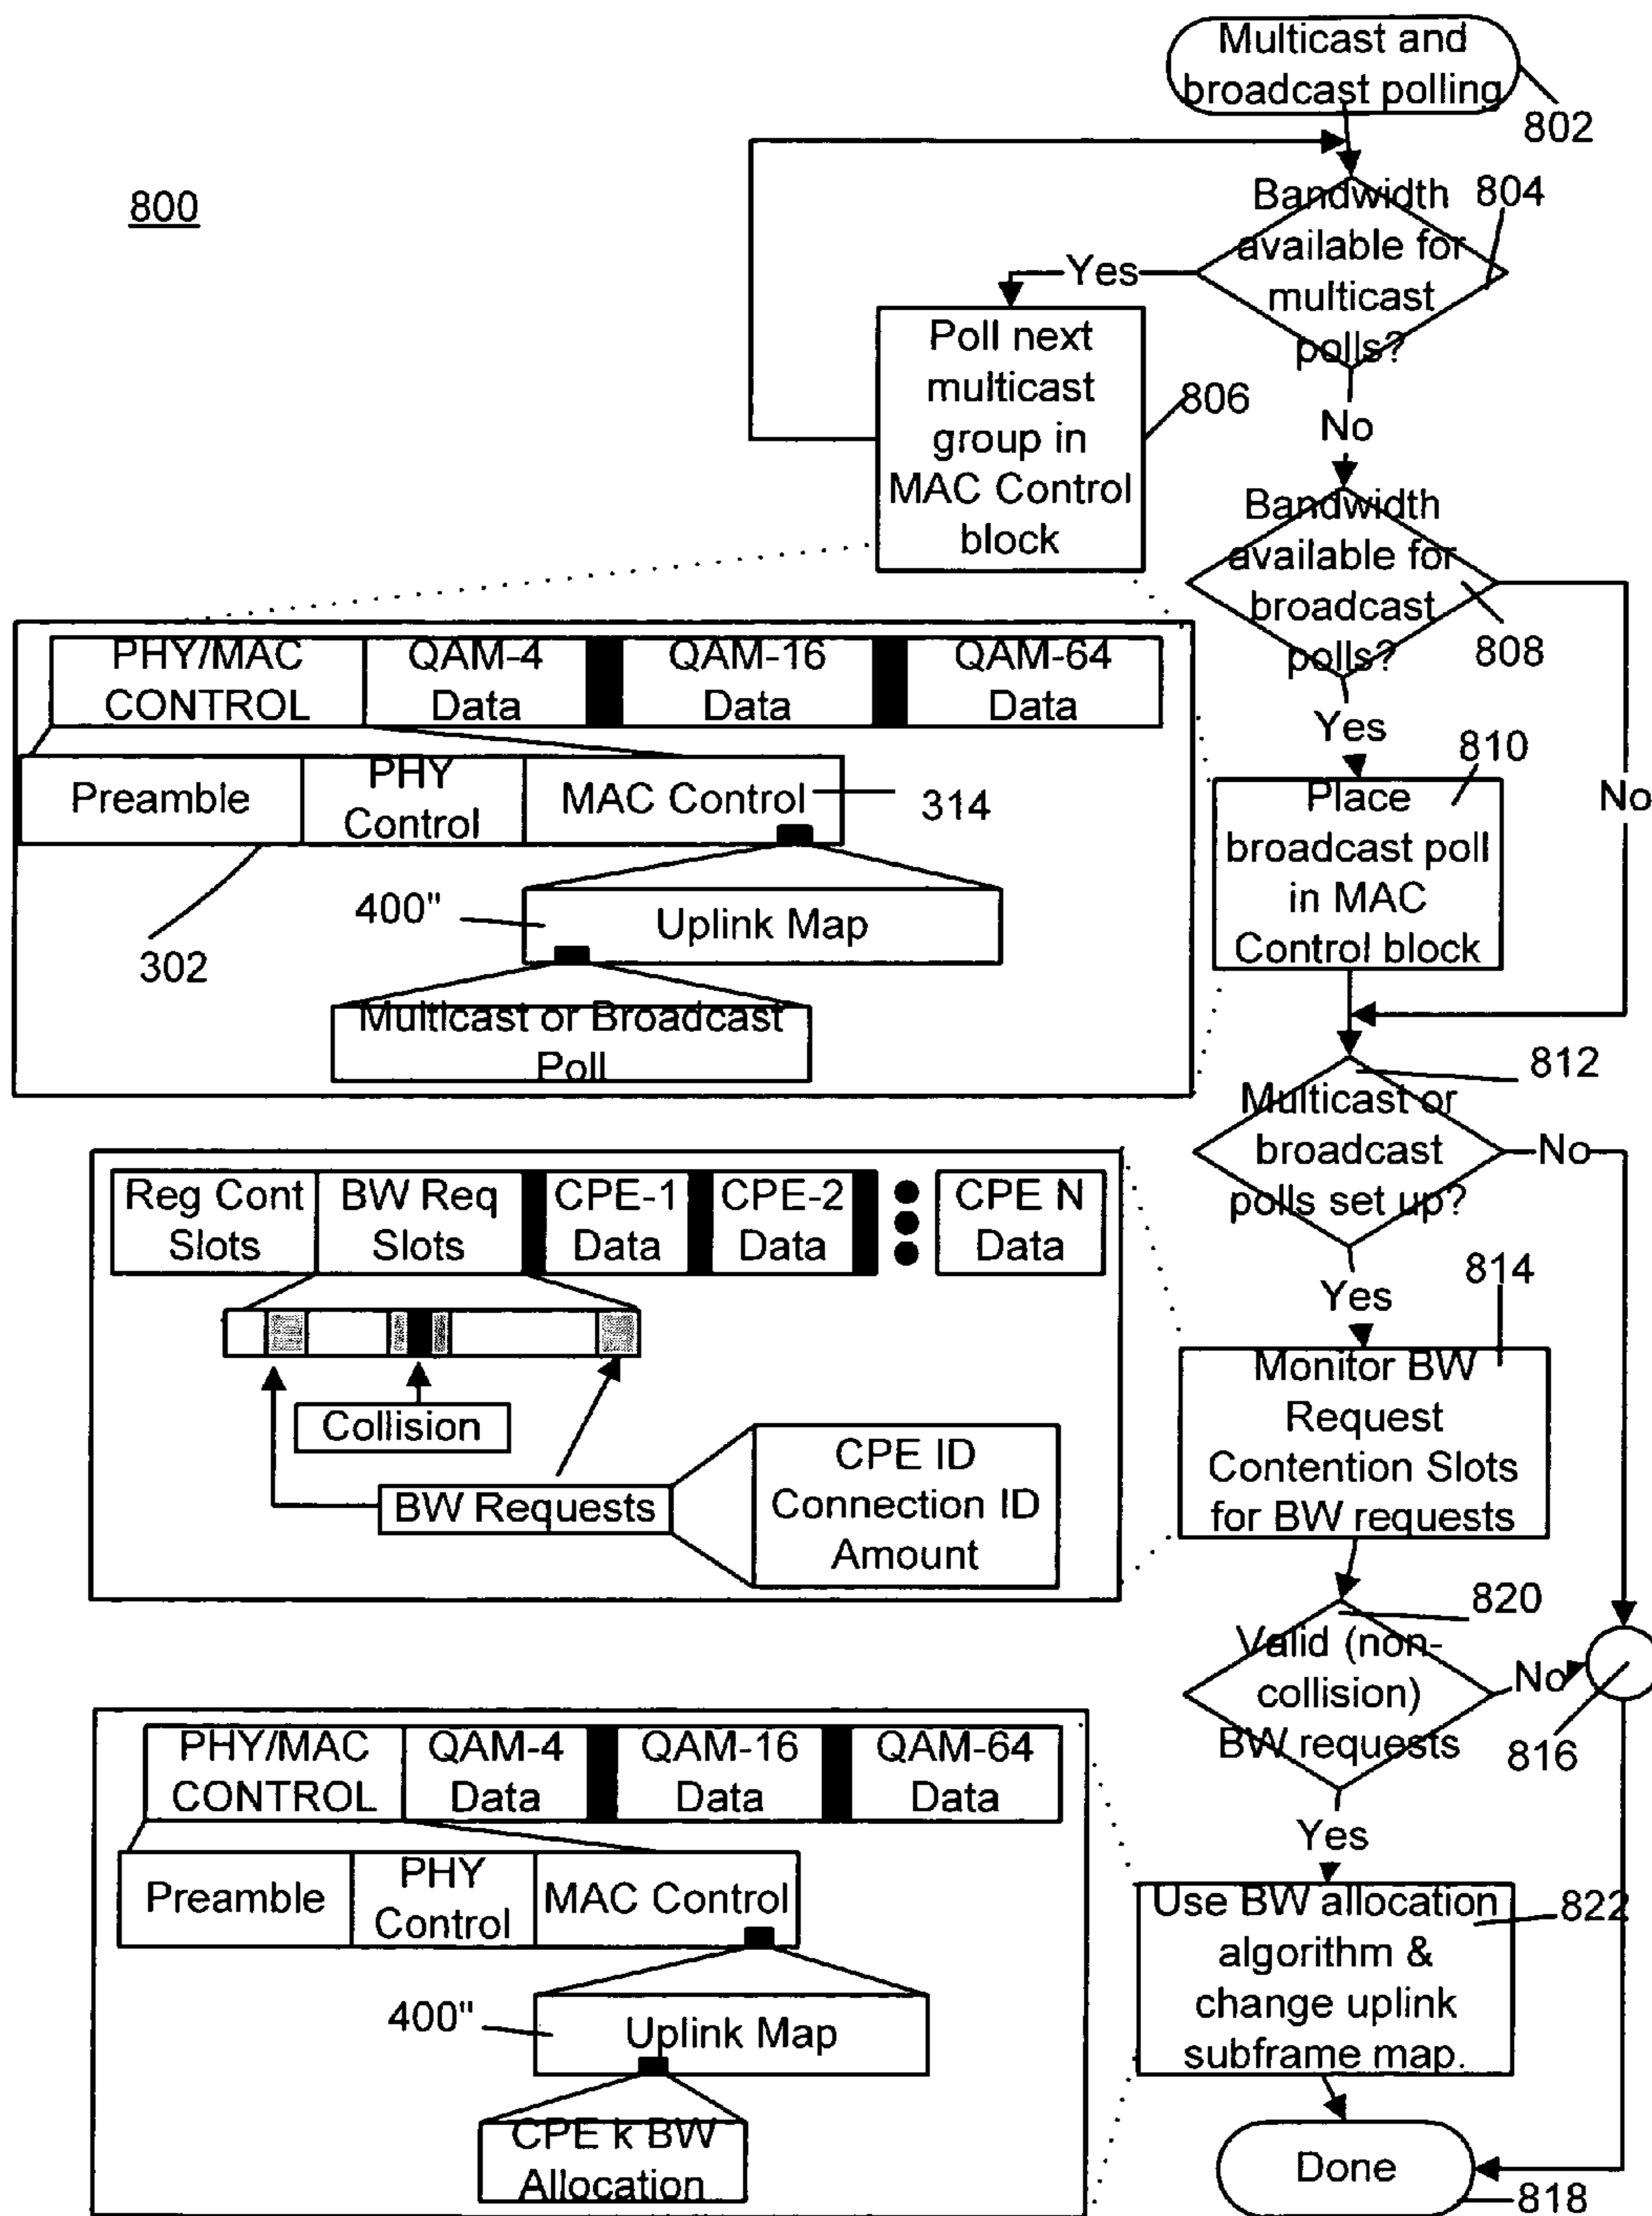 Multicast and
broadcast polling
802
800
Bandwidth
available for
multicast
polls?
804
Yes
No
Poll next
multicast
group in
MAC Control
block
806
Bandwidth
available for
broadcast
polls?
808
No
Yes
PHY/MAC
CONTROL
QAM-4
Data
QAM-16
Data
QAM-64
Data
Preamble
PHY
Control
MAC Control
314
302
400"
Uplink Map
Multicast or Broadcast
Poll
810
Place
broadcast poll
in MAC
Control block
812
Multicast or
broadcast
polls set up?
No
Yes
Reg Cont
Slots
BW Req
Slots
CPE-1
Data
CPE-2
Data
CPE N
Data
Collision
BW Requests
CPE ID
Connection ID
Amount
814
Monitor BW
Request
Contention Slots
for BW requests
820
Valid (non-
collision)
BW requests
No
816
Yes
PHY/MAC
CONTROL
QAM-4
Data
QAM-16
Data
QAM-64
Data
Preamble
PHY
Control
MAC Control
400"
Uplink Map
CPE k BW
Allocation
Use BW allocation
algorithm &
change uplink
subframe map.
822
Done
818